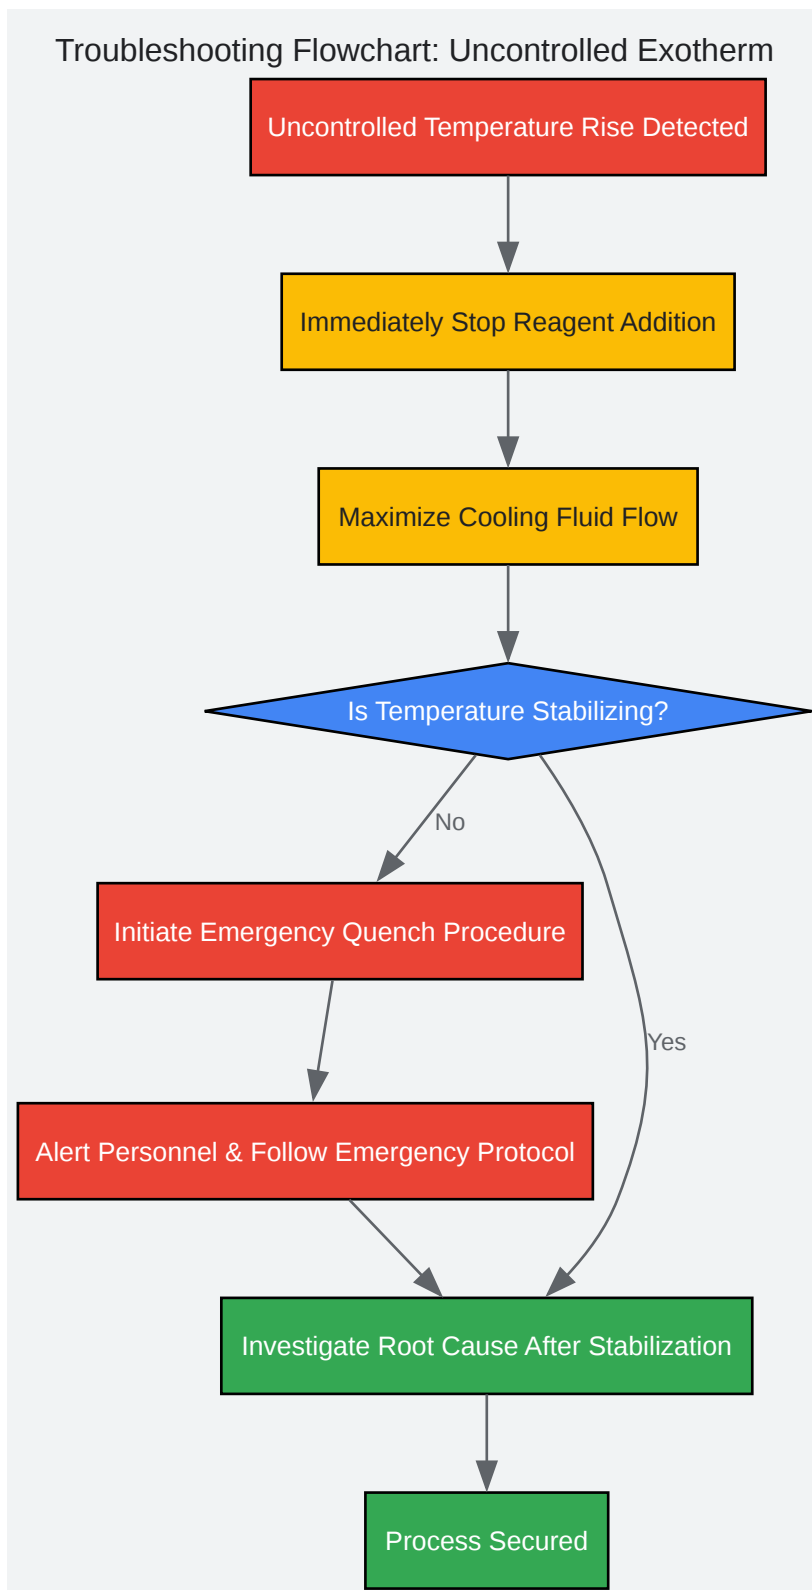 Troubleshooting Flowchart: Uncontrolled Exotherm
Uncontrolled Temperature Rise Detected
Immediately Stop Reagent Addition
Maximize Cooling Fluid Flow
Is Temperature Stabilizing?
No
Initiate Emergency Quench Procedure
Yes
Alert Personnel & Follow Emergency Protocol
Investigate Root Cause After Stabilization
Process Secured